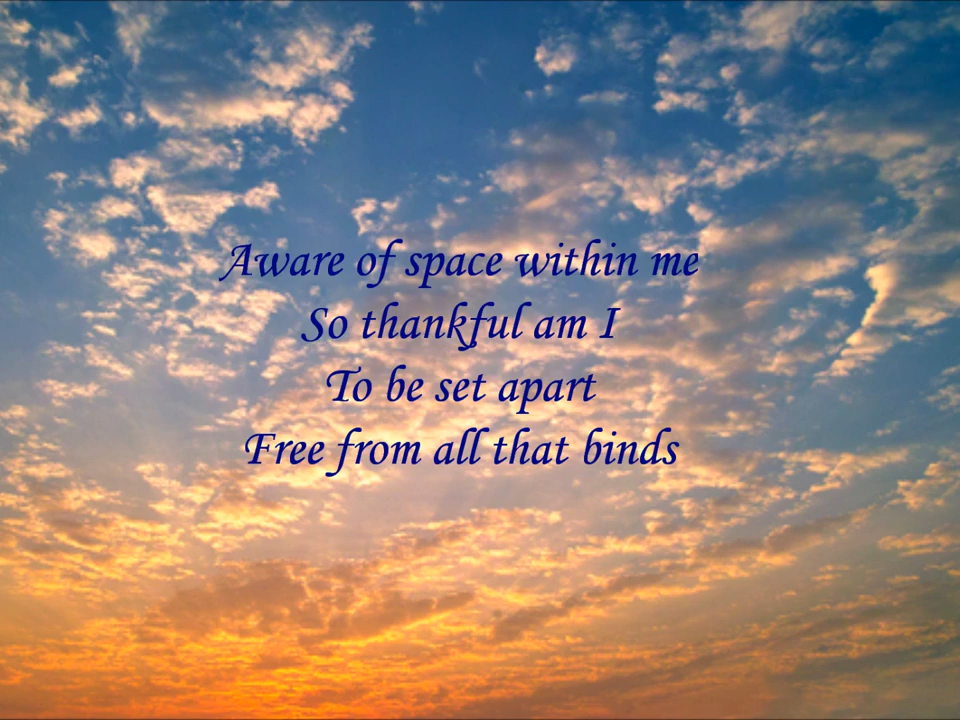 Aware of space within me
So thankful am I
To be set apart
Free from all that binds